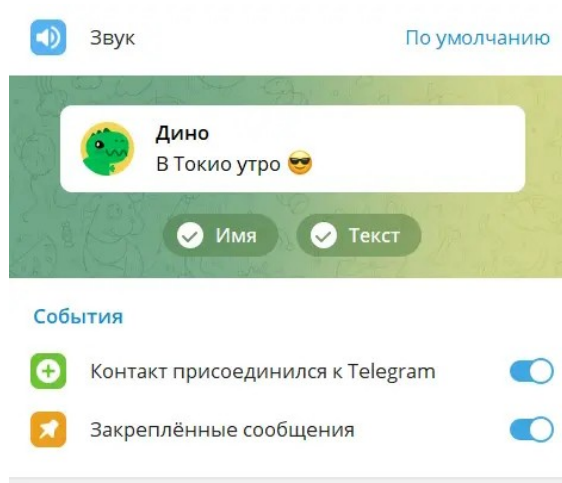 Звук По умолчанию
Дино
В Токио утро 😎
Имя Текст
События
Контакт присоединился к Telegram
Закреплённые сообщения